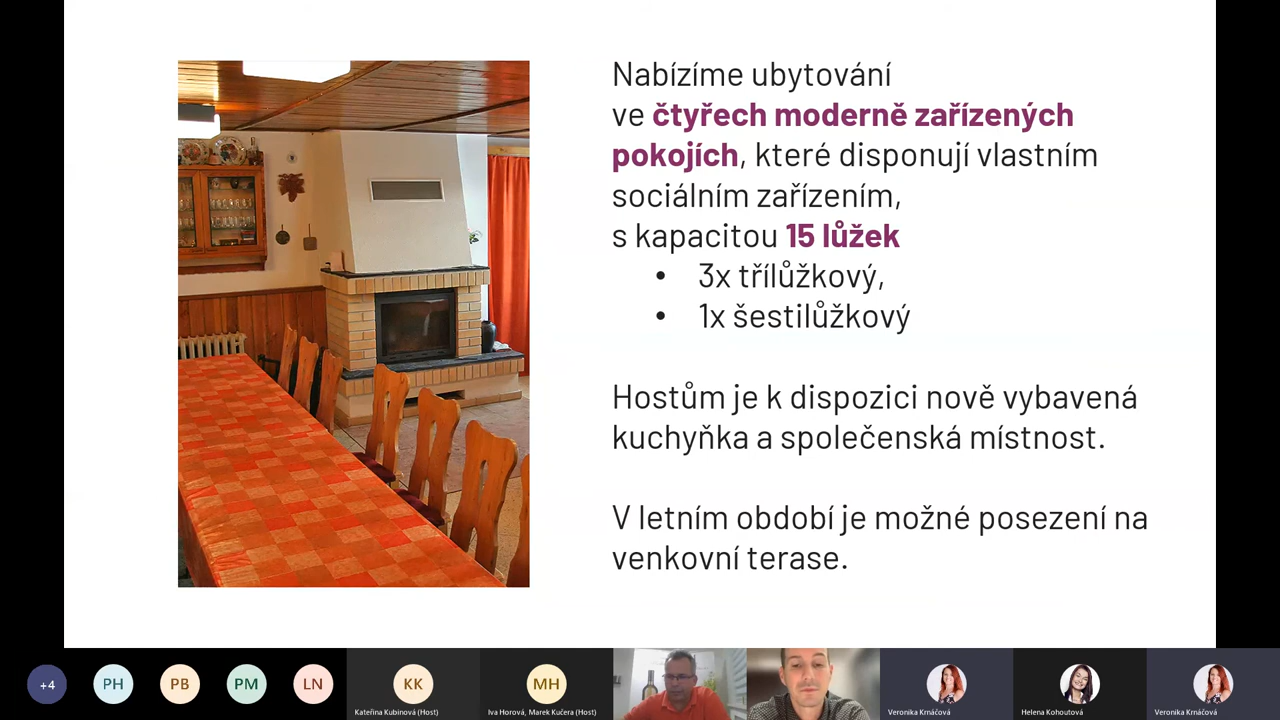 Nabízíme ubytování
ve čtyřech moderně zařízených
pokojích, které disponují vlastním
sociálním zařízením,
s kapacitou 15 lůžek
• 3x třílůžkový,
• 1x šestilůžkový
Hostům je k dispozici nově vybavená
kuchyňka a společenská místnost.
V letním období je možné posezení na
venkovní terase.
+4
PH
PB
PM
LN
KK
MH
Kateřina Kubínová (Host)
Iva Horová, Marek Kučera (Host)
Veronika Krnáčová
Helena Kohoutová
Veronika Krnáčová